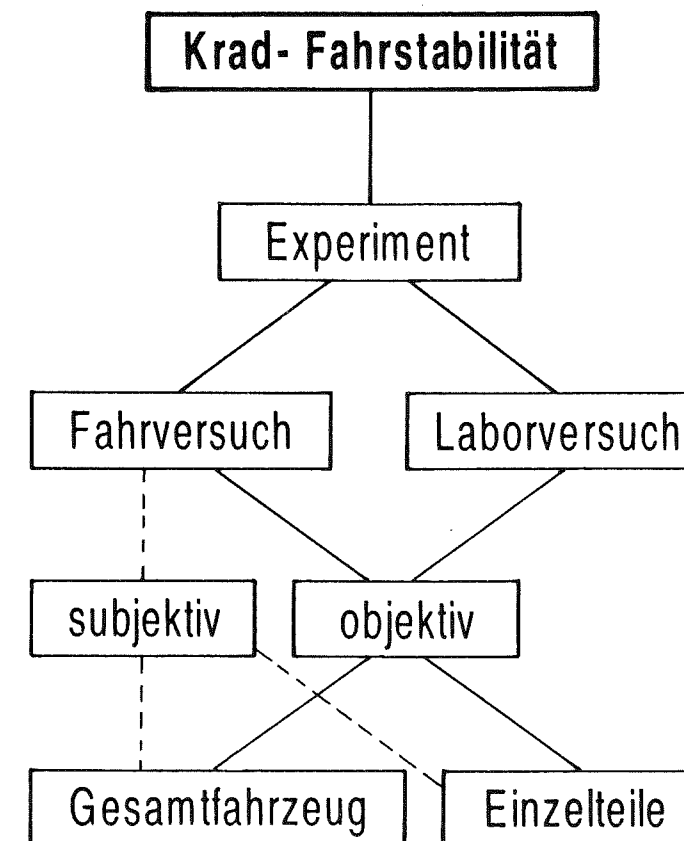 Krad- Fahrstabilität
Experiment
Fahrversuch Laborversuch
subjektiv objektiv
Gesamtfahrzeug Einzelteile